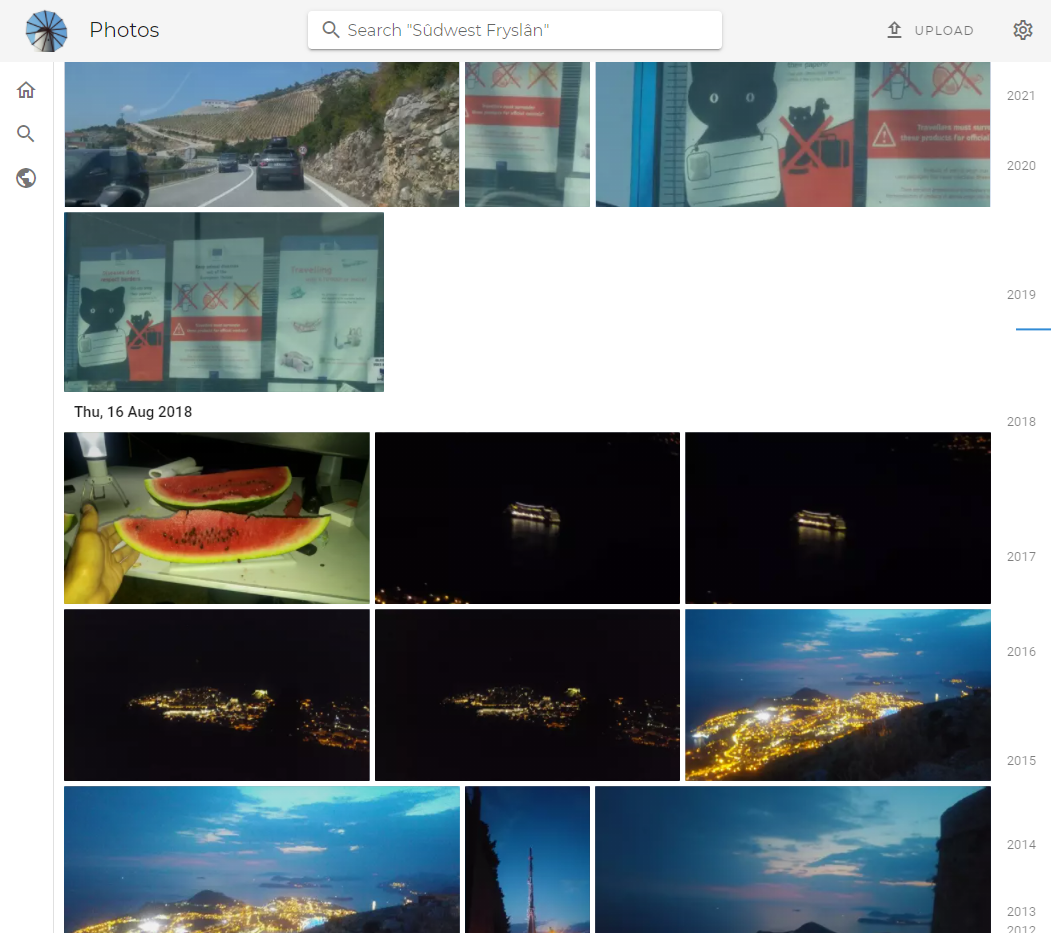 Photos
Search "Sûdwest Fryslân"
UPLOAD
2021
2020
Travellers must surrender
these products for official
Travelling
2019
Thu, 16 Aug 2018
2018
2017
2016
2015
2014
2013
2012